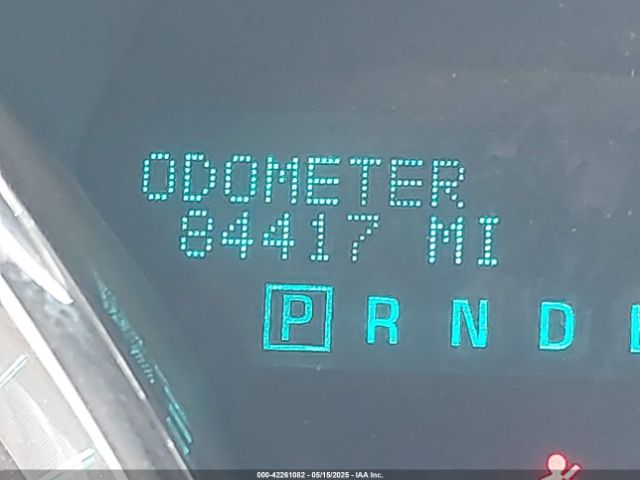 ODOMETER
84417 MI
P R N D
000-42261082 - 05/15/2025 - IAA Inc.